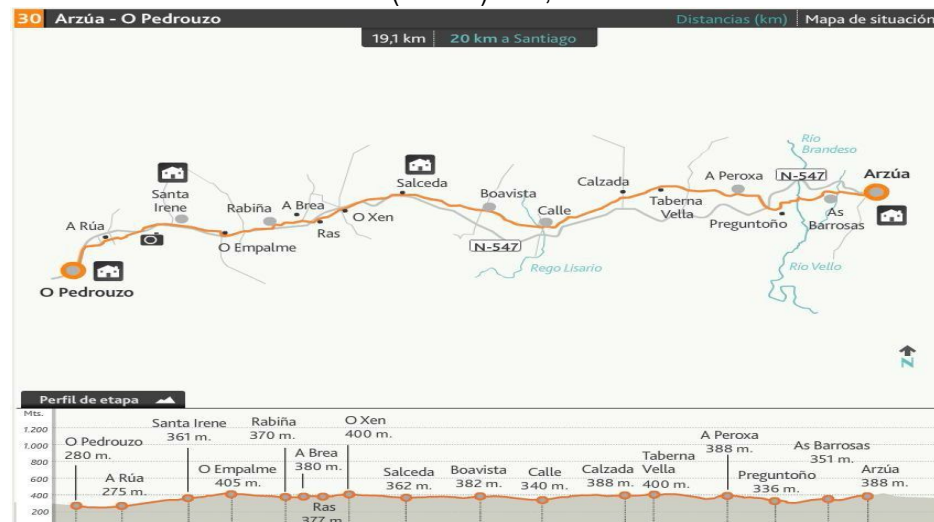 30 Arzúa - O Pedrouzo
Distancias (km) Mapa de situación
19,1 km 20 km a Santiago
Río
Brandeso
N-547
Arzúa
A Peroxa
Salceda
Calzada
Santa
Irene
Boavista
Taberna
Vella
Rabiña
A Brea
O Xen
Calle
As
Barrosas
Preguntoño
A Rúa
Ras
O Empalme
N-547
Rego Lisario
Río Vello
O Pedrouzo
N
Perfil de etapa
Mts.
1.200
1.000
800
600
400
200
O Pedrouzo
280 m.
A Rúa
275 m.
Santa Irene
361 m.
O Empalme
405 m.
Rabiña
370 m.
A Brea
380 m.
Ras
377 m.
O Xen
400 m.
Salceda
362 m.
Boavista
382 m.
Calle
340 m.
Calzada
388 m.
Taberna
Vella
400 m.
A Peroxa
388 m.
Preguntoño
336 m.
As Barrosas
351 m.
Arzúa
388 m.